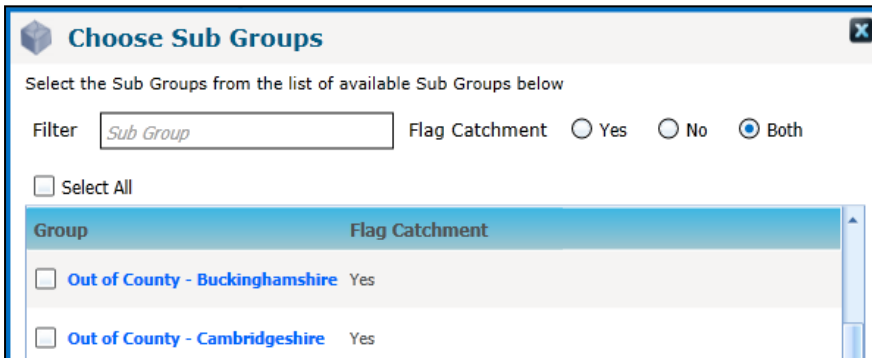 Choose Sub Groups
Select the Sub Groups from the list of available Sub Groups below
Filter Sub Group Flag Catchment Yes No Both
Select All
Group Flag Catchment
Out of County - Buckinghamshire Yes
Out of County - Cambridgeshire Yes